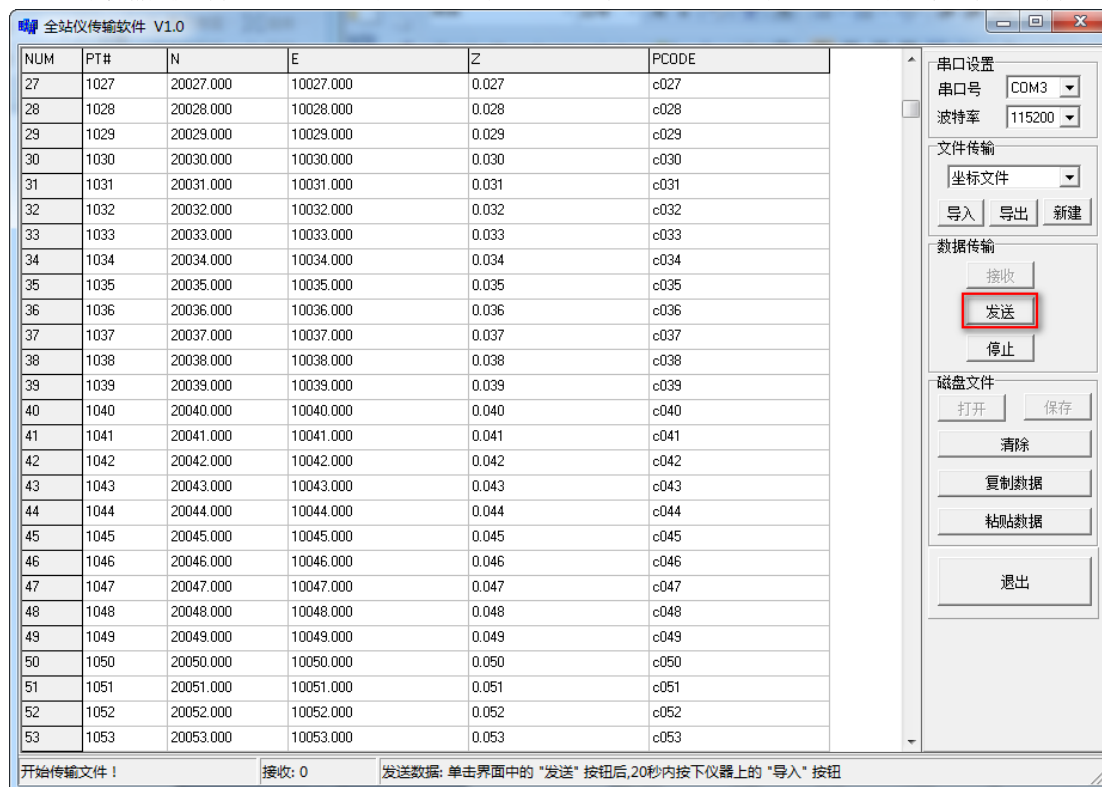 全站仪传输软件 V1.0
NUM PT# N E Z PCODE
27 1027 20027.000 10027.000 0.027 c027
28 1028 20028.000 10028.000 0.028 c028
29 1029 20029.000 10029.000 0.029 c029
30 1030 20030.000 10030.000 0.030 c030
31 1031 20031.000 10031.000 0.031 c031
32 1032 20032.000 10032.000 0.032 c032
33 1033 20033.000 10033.000 0.033 c033
34 1034 20034.000 10034.000 0.034 c034
35 1035 20035.000 10035.000 0.035 c035
36 1036 20036.000 10036.000 0.036 c036
37 1037 20037.000 10037.000 0.037 c037
38 1038 20038.000 10038.000 0.038 c038
39 1039 20039.000 10039.000 0.039 c039
40 1040 20040.000 10040.000 0.040 c040
41 1041 20041.000 10041.000 0.041 c041
42 1042 20042.000 10042.000 0.042 c042
43 1043 20043.000 10043.000 0.043 c043
44 1044 20044.000 10044.000 0.044 c044
45 1045 20045.000 10045.000 0.045 c045
46 1046 20046.000 10046.000 0.046 c046
47 1047 20047.000 10047.000 0.047 c047
48 1048 20048.000 10048.000 0.048 c048
49 1049 20049.000 10049.000 0.049 c049
50 1050 20050.000 10050.000 0.050 c050
51 1051 20051.000 10051.000 0.051 c051
52 1052 20052.000 10052.000 0.052 c052
53 1053 20053.000 10053.000 0.053 c053
串口设置
串口号 COM3
波特率 115200
文件传输
坐标文件
导入 导出 新建
数据传输
接收
发送
停止
磁盘文件
打开 保存
清除
复制数据
粘贴数据
退出
开始传输文件！ 接收: 0 发送数据: 单击界面中的 "发送" 按钮后,20秒内按下仪器上的 "导入" 按钮